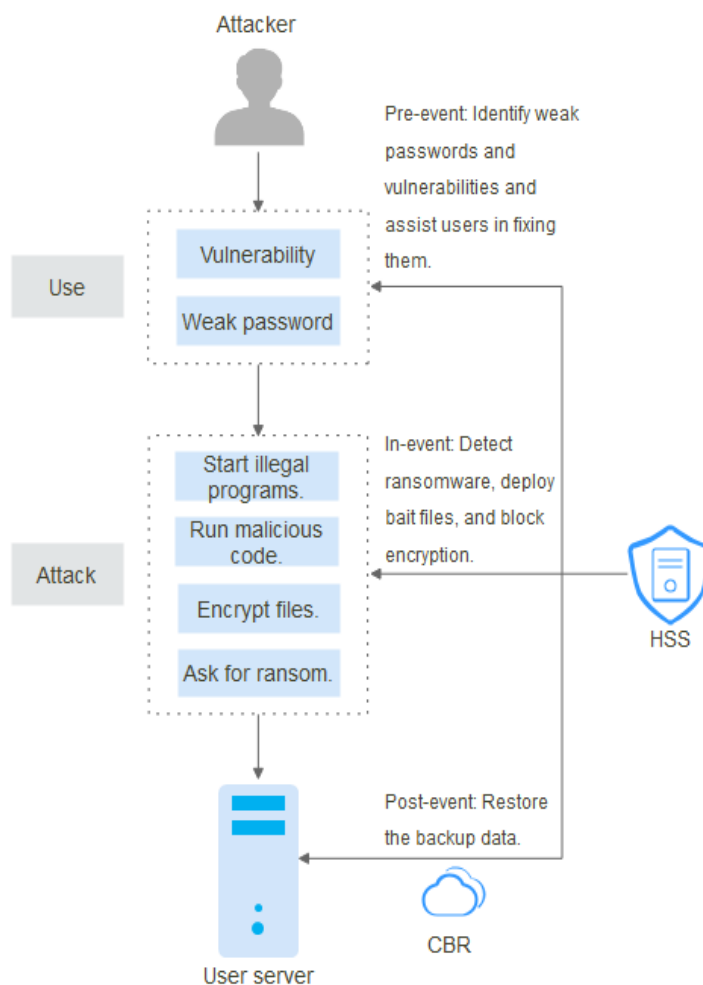 Attacker
Pre-event: Identify weak
passwords and
vulnerabilities and
assist users in fixing
them.
Use
Vulnerability
Weak password
In-event: Detect
ransomware, deploy
bait files, and block
encryption.
Attack
Start illegal
programs.
Run malicious
code.
Encrypt files.
Ask for ransom.
HSS
Post-event: Restore
the backup data.
CBR
User server